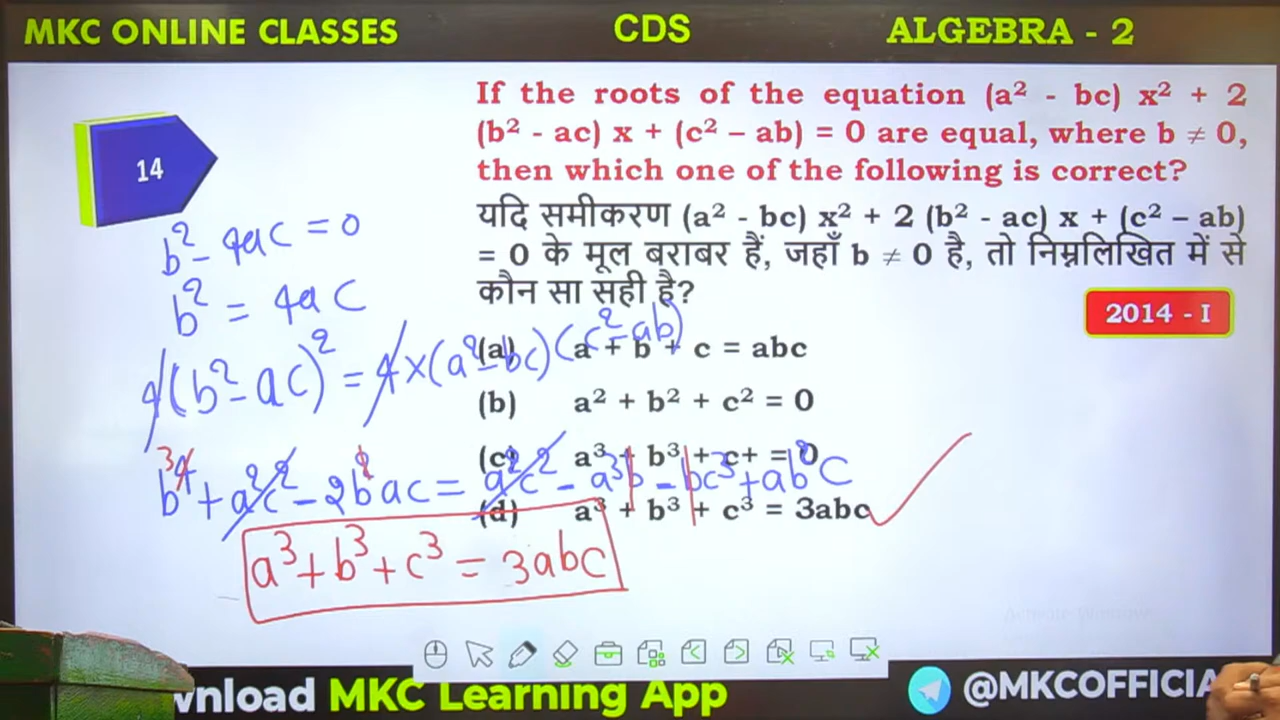 MKC ONLINE CLASSES CDS ALGEBRA - 2
14
If the roots of the equation (a² - bc) x² + 2
(b² - ac) x + (c² – ab) = 0 are equal, where b ≠ 0,
then which one of the following is correct?
यदि समीकरण (a² - bc) x² + 2 (b² - ac) x + (c² – ab)
= 0 के मूल बराबर हैं, जहाँ b ≠ 0 है, तो निम्नलिखित में से
कौन सा सही है?
2014 - I
(a) a + b + c = abc
(b) a² + b² + c² = 0
(c) a³ + b³ + c+ = 0
(d) a³ + b³ + c³ = 3abc
b² - 4ac = 0
b² = 4ac
4(b² - ac)² = 4×(a² - bc)(c² - ab)
b⁴ + a²c² - 2b²ac = a²c² - a³b - bc³ + ab²c
a³ + b³ + c³ = 3abc
wnload MKC Learning App
@MKCOFFICIA